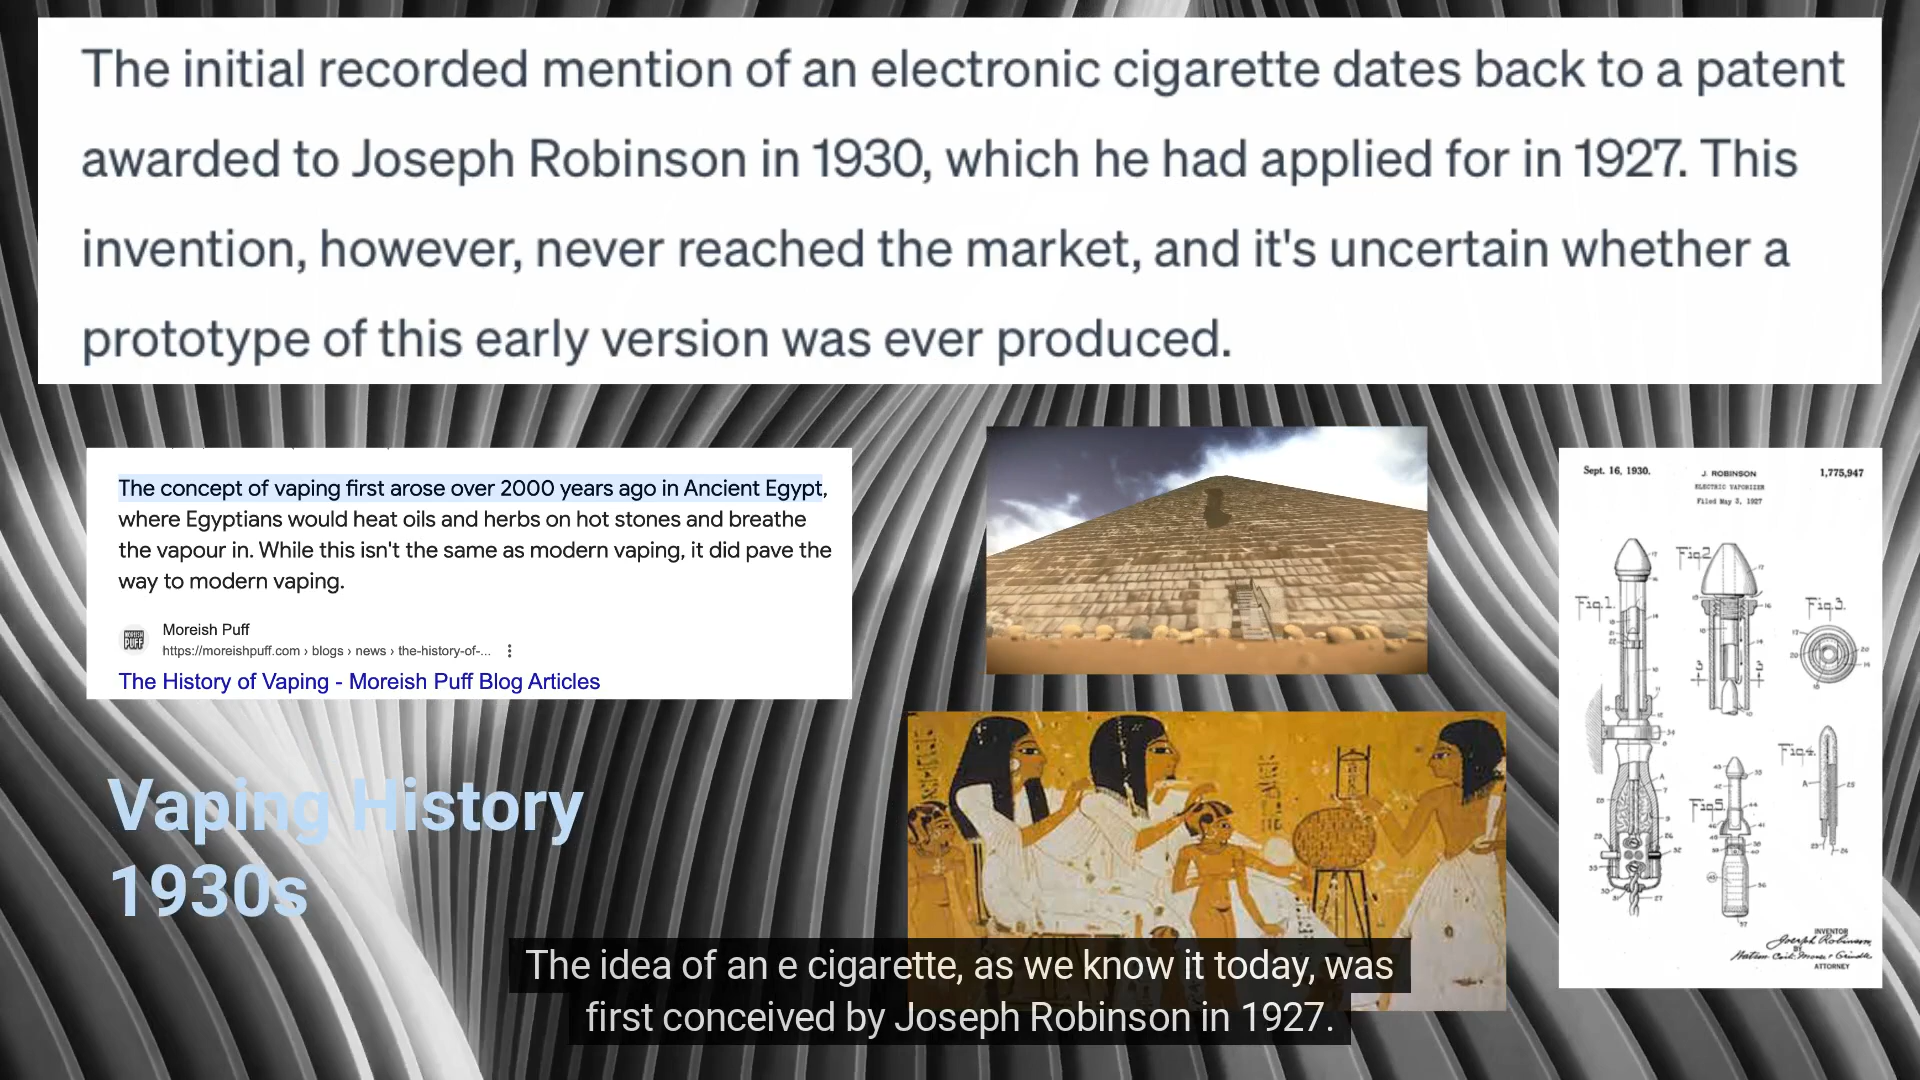 The initial recorded mention of an electronic cigarette dates back to a patent
awarded to Joseph Robinson in 1930, which he had applied for in 1927. This
invention, however, never reached the market, and it's uncertain whether a
prototype of this early version was ever produced.
The concept of vaping first arose over 2000 years ago in Ancient Egypt,
where Egyptians would heat oils and herbs on hot stones and breathe
the vapour in. While this isn't the same as modern vaping, it did pave the
way to modern vaping.
MOREISH
PUFF
Moreish Puff
https://moreishpuff.com › blogs › news › the-history-of-...
The History of Vaping - Moreish Puff Blog Articles
Sept. 16, 1930.
J. ROBINSON
1,775,947
ELECTRIC VAPORIZER
Filed May 3, 1927
Fig.1.
Fig.2.
Fig.3.
Fig.4.
Fig.5.
INVENTOR
Joseph Robinson
BY
ATTORNEY
Vaping History
1930s
The idea of an e cigarette, as we know it today, was
first conceived by Joseph Robinson in 1927.